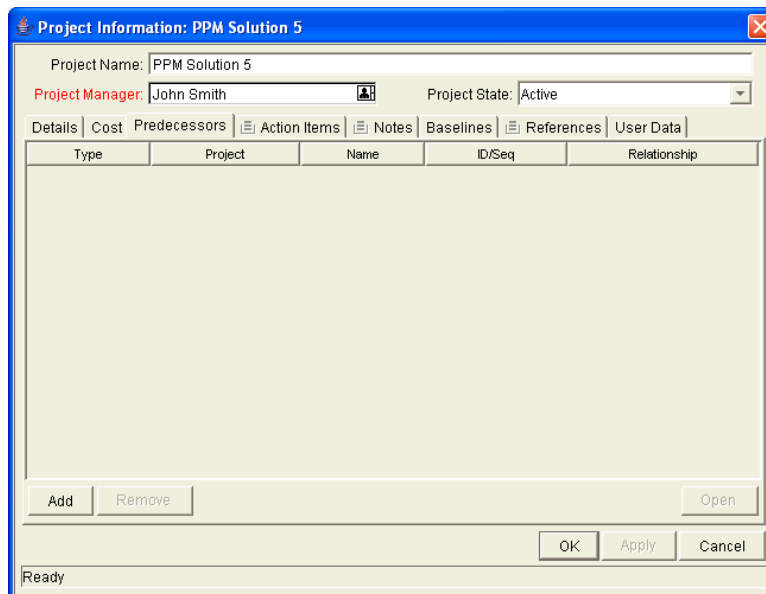 Project Information: PPM Solution 5
Project Name: PPM Solution 5
Project Manager: John Smith Project State: Active
Details Cost Predecessors Action Items Notes Baselines References User Data
Type Project Name ID/Seq Relationship
Add Remove Open
OK Apply Cancel
Ready